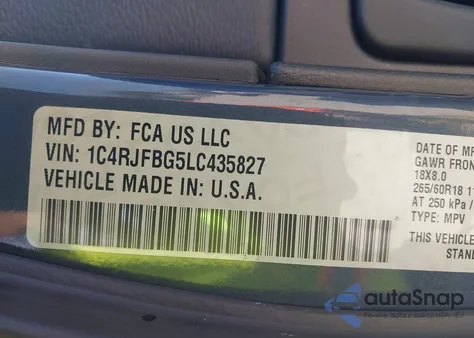 MFD BY: FCA US LLC
VIN: 1C4RJFBG5LC435827
VEHICLE MADE IN: U.S.A.
DATE OF MF
GAWR FRON
18X8.0
265/60R18 1
AT 250 kPa /
TYPE: MPV
THIS VEHICLE
STAND
autoSnap